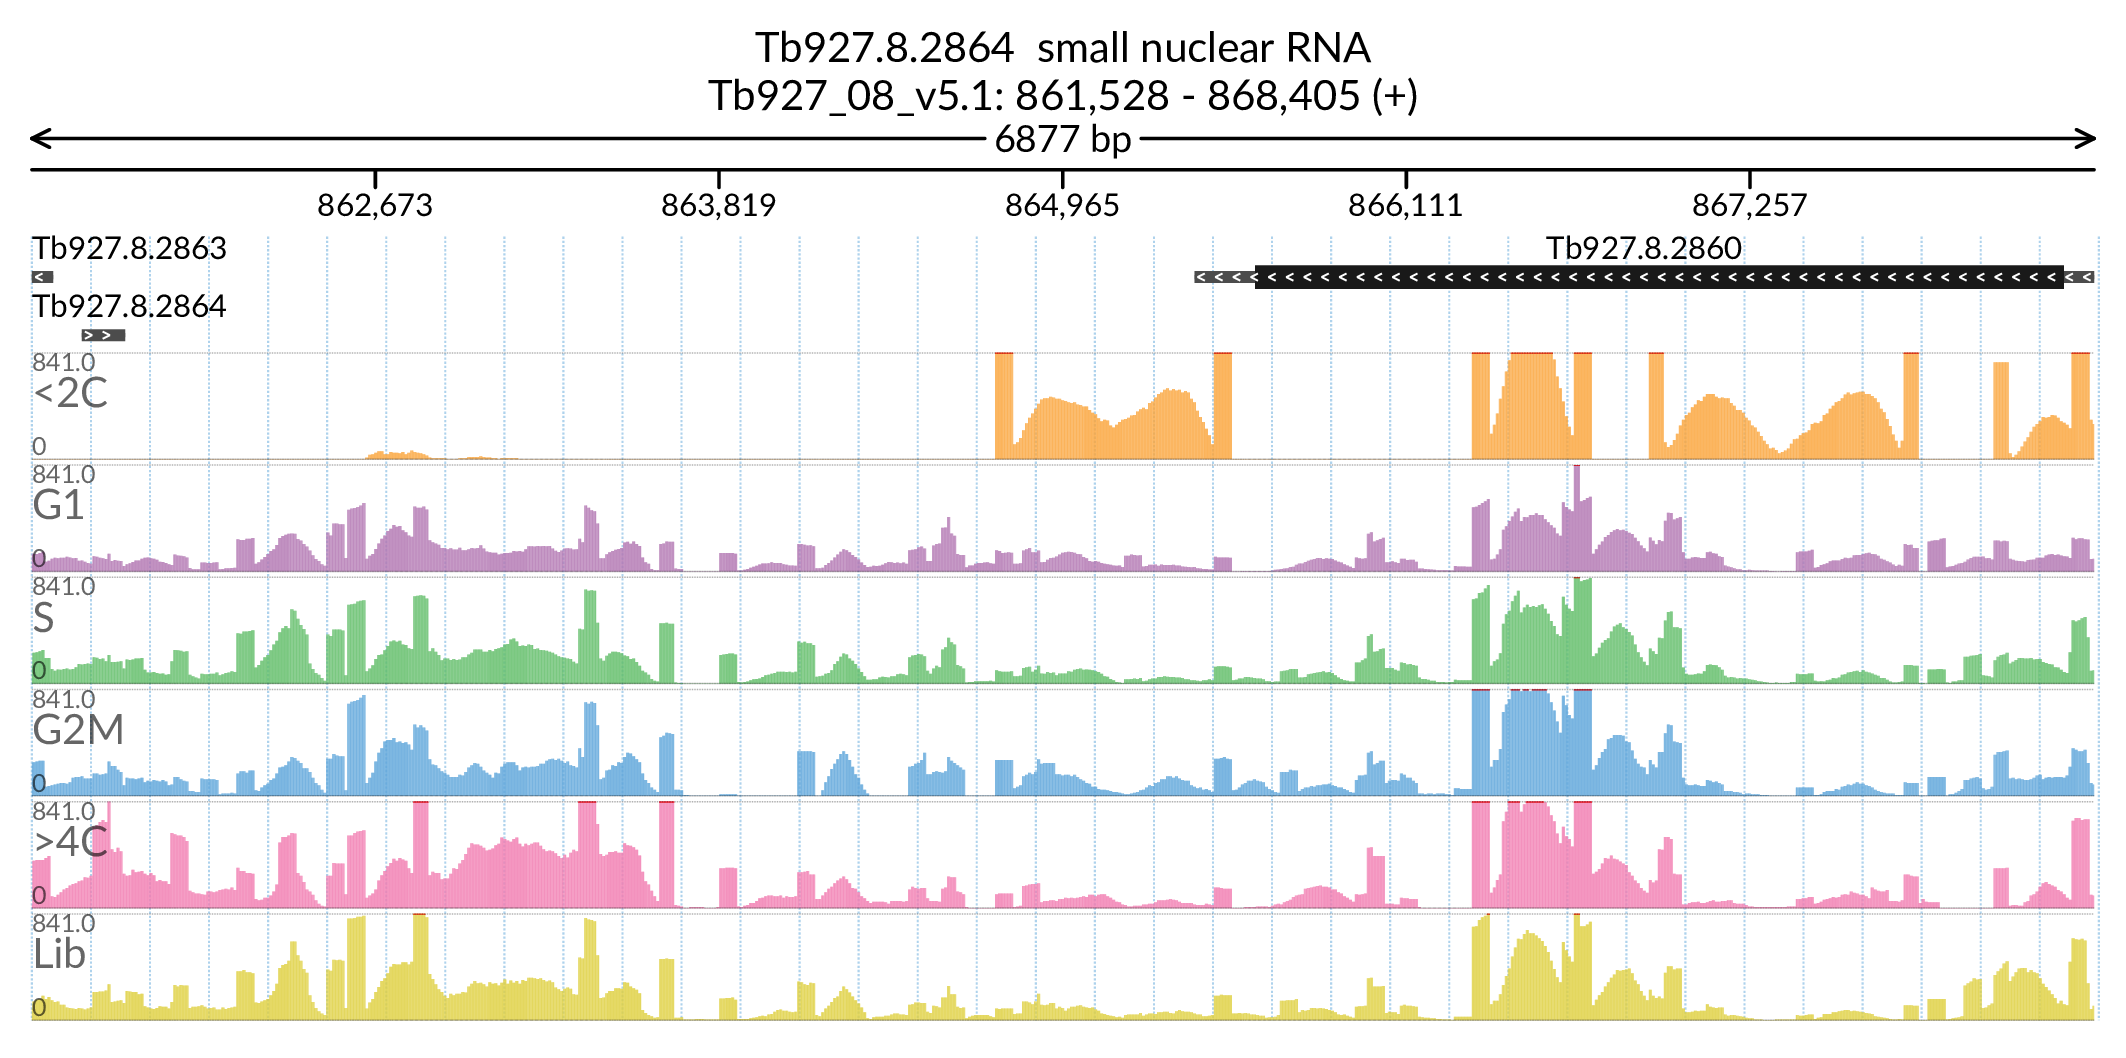 Tb927.8.2864  small nuclear RNA
Tb927_08_v5.1: 861,528 - 868,405 (+)
6877 bp
862,673 863,819 864,965 866,111 867,257
Tb927.8.2863 Tb927.8.2860
Tb927.8.2864
841.0
<2C
0
841.0
G1
0
841.0
S
0
841.0
G2M
0
841.0
>4C
0
841.0
Lib
0